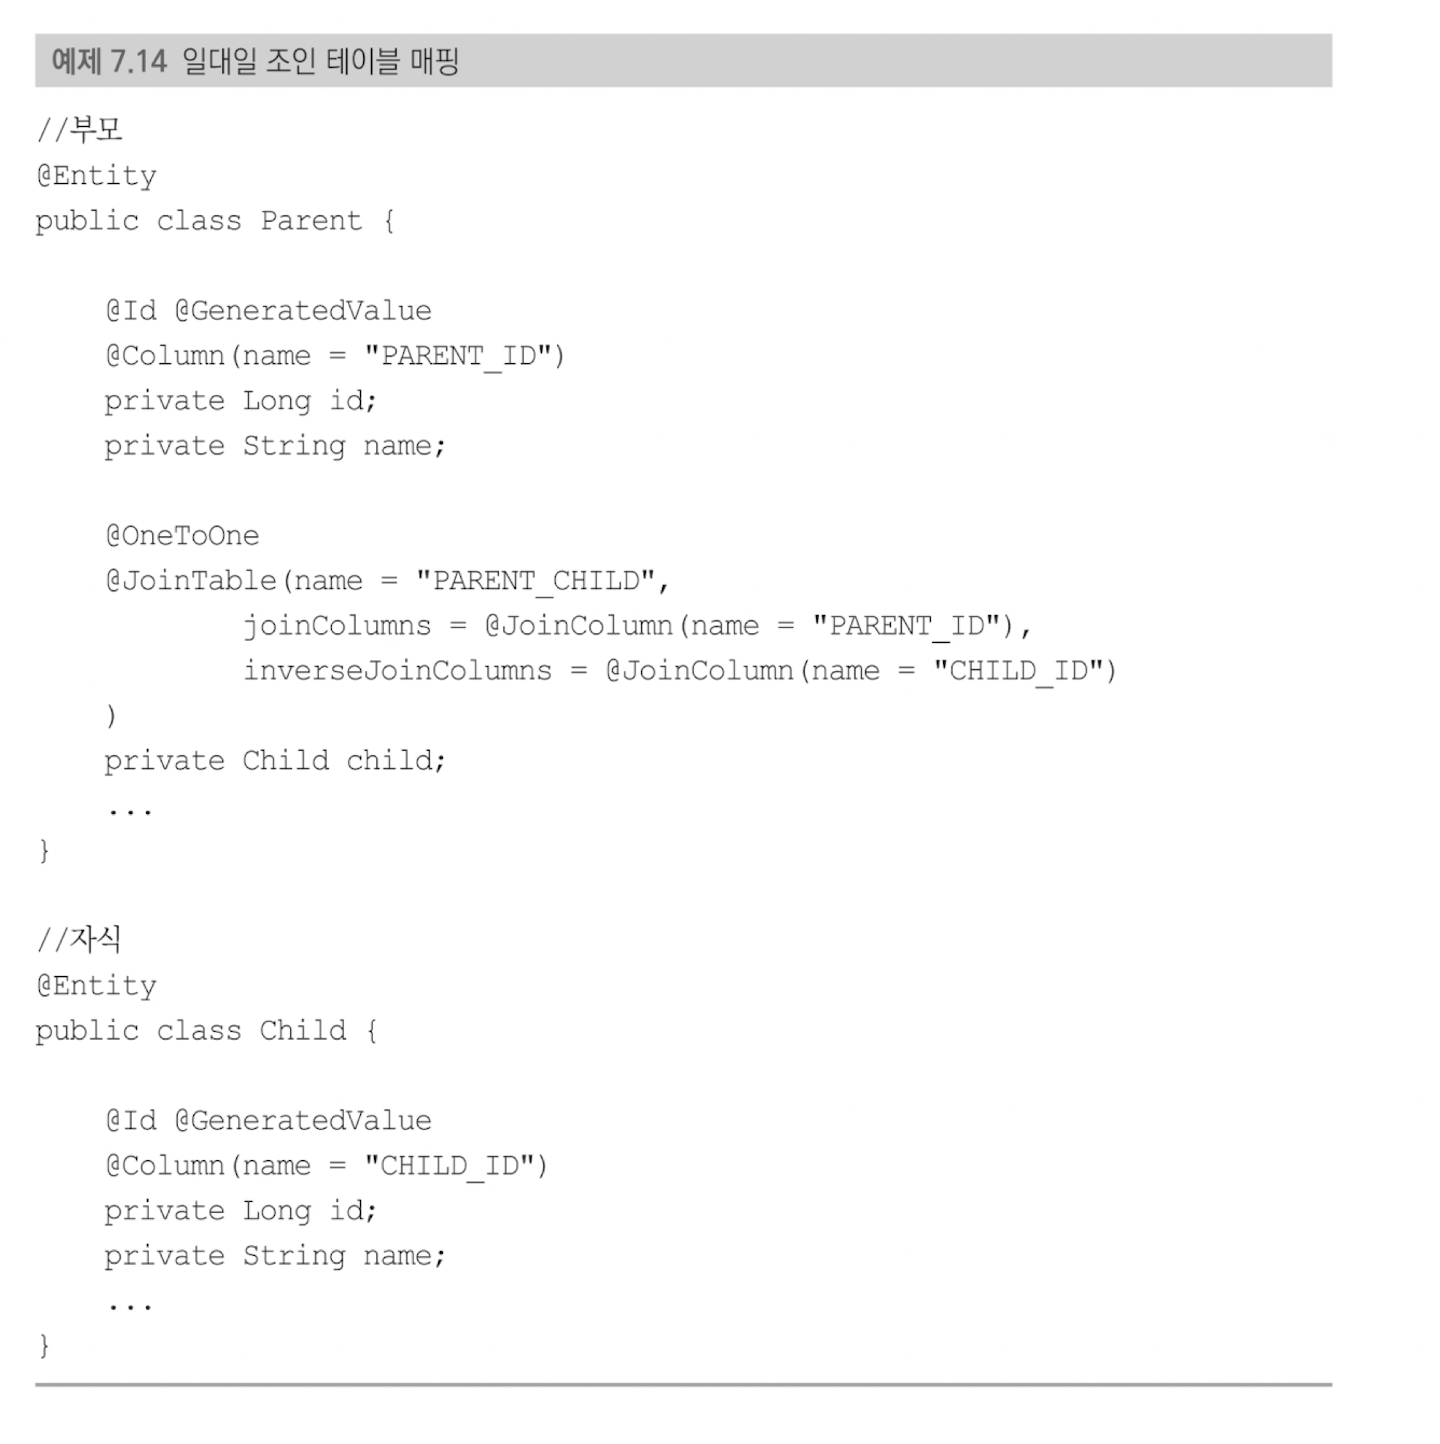 예제 7.14 일대일 조인 테이블 매핑
//부모
@Entity
public class Parent {
@Id @GeneratedValue
@Column(name = "PARENT_ID")
private Long id;
private String name;
@OneToOne
@JoinTable(name = "PARENT_CHILD",
joinColumns = @JoinColumn(name = "PARENT_ID"),
inverseJoinColumns = @JoinColumn(name = "CHILD_ID")
)
private Child child;
...
}
//자식
@Entity
public class Child {
@Id @GeneratedValue
@Column(name = "CHILD_ID")
private Long id;
private String name;
...
}